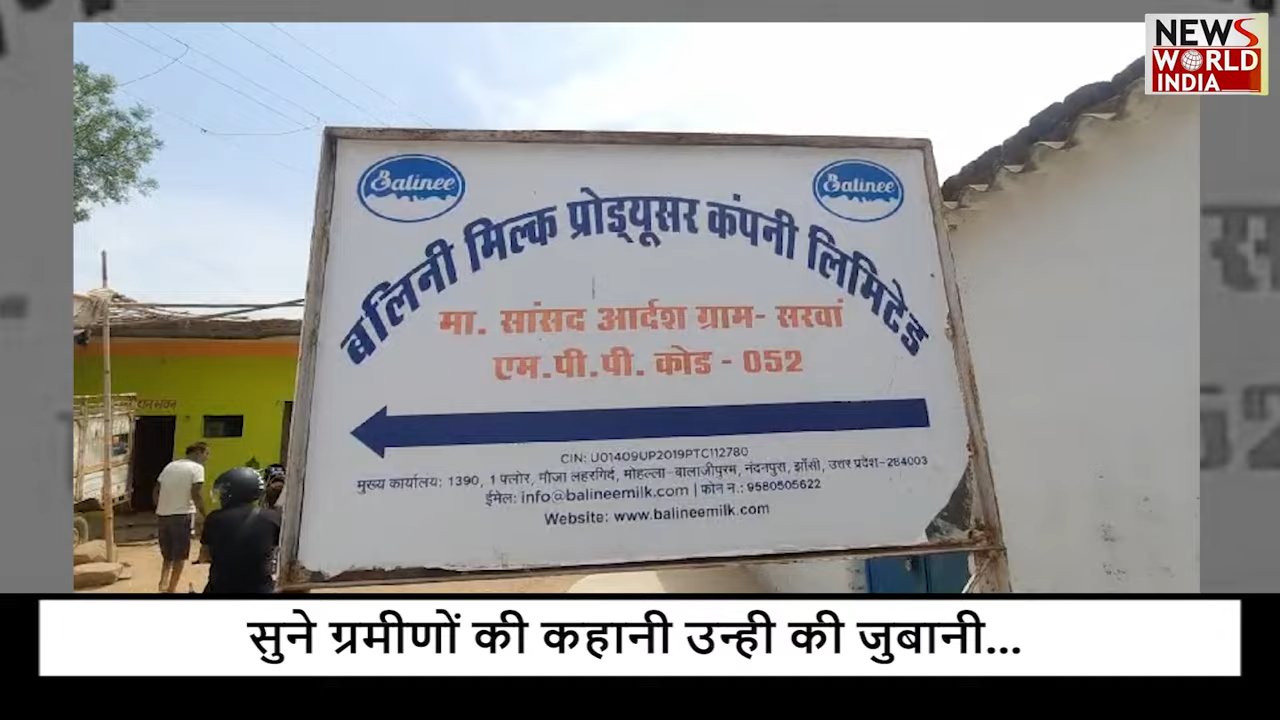 NEWS
WORLD
INDIA
Balinee
Balinee
बलिनी मिल्क प्रोड्यूसर कंपनी लिमिटेड
मा. सांसद आर्दश ग्राम- सरवां
एम.पी.पी. कोड - 052
CIN: U01409UP2019PTC112780
मुख्य कार्यालय: 1390, 1 फ्लोर, मौजा लहरगिर्द, मोहल्ला-बालाजीपुरम, नंदनपुरा, झाँसी, उत्तर प्रदेश-284003
ईमेल: info@balineemilk.com | फोन न.: 9580505622
Website: www.balineemilk.com
सुने ग्रमीणों की कहानी उन्ही की जुबानी...